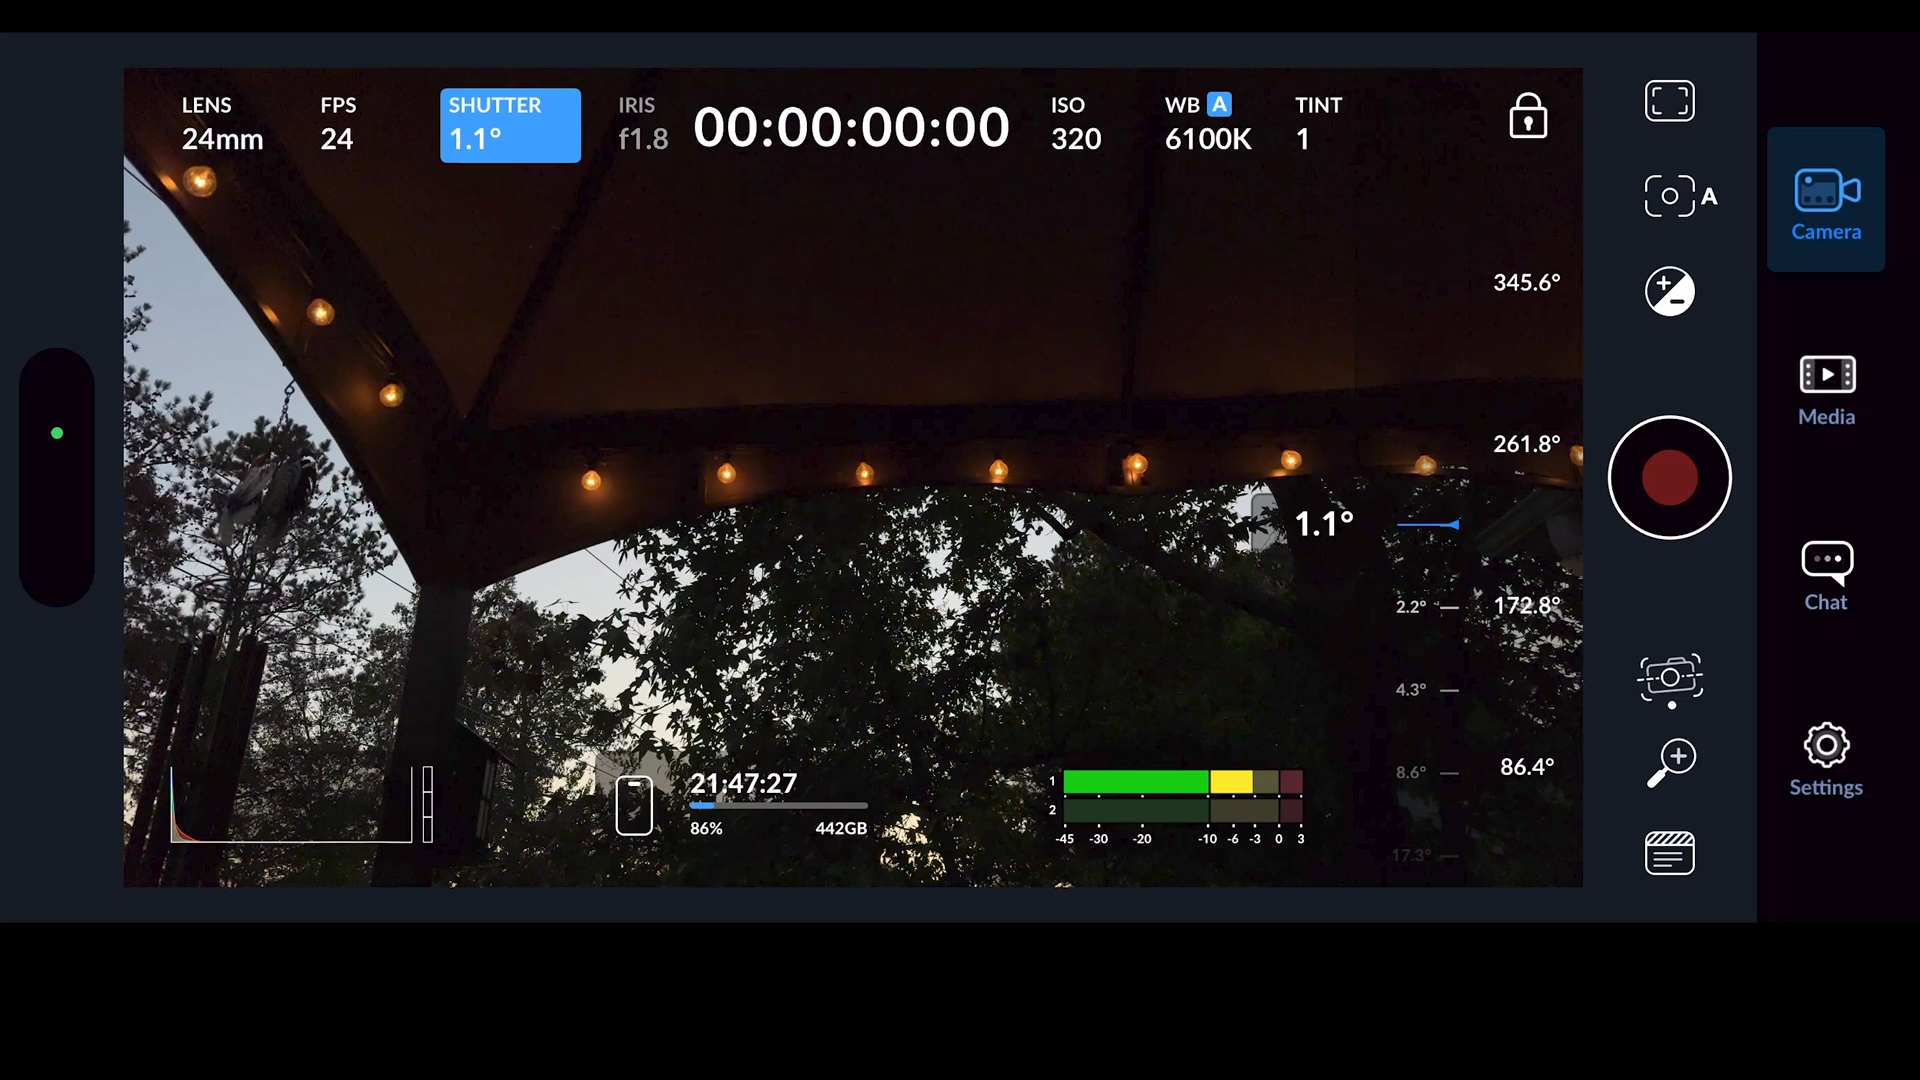 LENS
24mm
FPS
24
SHUTTER
1.1°
IRIS
f1.8
00:00:00:00
ISO
320
WB A
6100K
TINT
1
A
Camera
345.6°
Media
261.8°
1.1°
2.2°
172.8°
Chat
4.3°
8.6°
86.4°
17.3°
Settings
21:47:27
86%
442GB
1
2
-45 -30 -20 -10 -6 -3 0 3